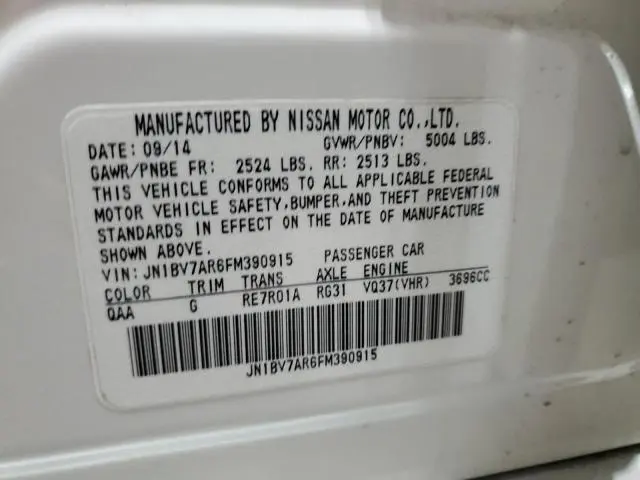 MANUFACTURED BY NISSAN MOTOR CO.,LTD.
DATE: 09/14 GVWR/PNBV: 5004 LBS.
GAWR/PNBE FR: 2524 LBS. RR: 2513 LBS.
THIS VEHICLE CONFORMS TO ALL APPLICABLE FEDERAL
MOTOR VEHICLE SAFETY,BUMPER,AND THEFT PREVENTION
STANDARDS IN EFFECT ON THE DATE OF MANUFACTURE
SHOWN ABOVE.
VIN: JN1BV7AR6FM390915 PASSENGER CAR
COLOR TRIM TRANS AXLE ENGINE
QAA G RE7R01A RG31 VQ37(VHR) 3696CC
JN1BV7AR6FM390915